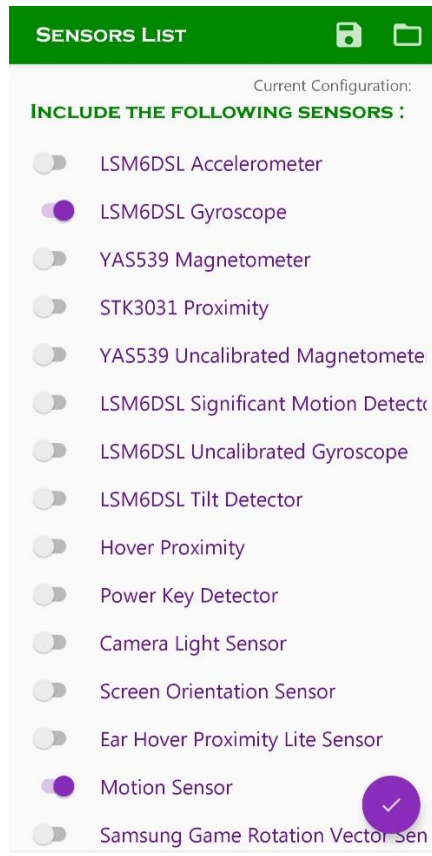 SENSORS LIST
Current Configuration:
INCLUDE THE FOLLOWING SENSORS :
LSM6DSL Accelerometer
LSM6DSL Gyroscope
YAS539 Magnetometer
STK3031 Proximity
YAS539 Uncalibrated Magnetomete
LSM6DSL Significant Motion Detect
LSM6DSL Uncalibrated Gyroscope
LSM6DSL Tilt Detector
Hover Proximity
Power Key Detector
Camera Light Sensor
Screen Orientation Sensor
Ear Hover Proximity Lite Sensor
Motion Sensor
Samsung Game Rotation Vector Sen